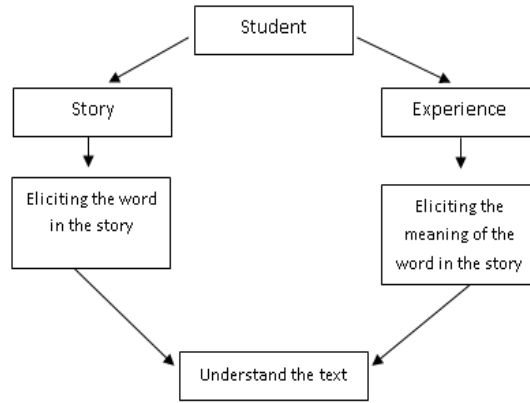 Student
Story
Experience
Eliciting the word
in the story
Eliciting the
meaning of the
word in the story
Understand the text